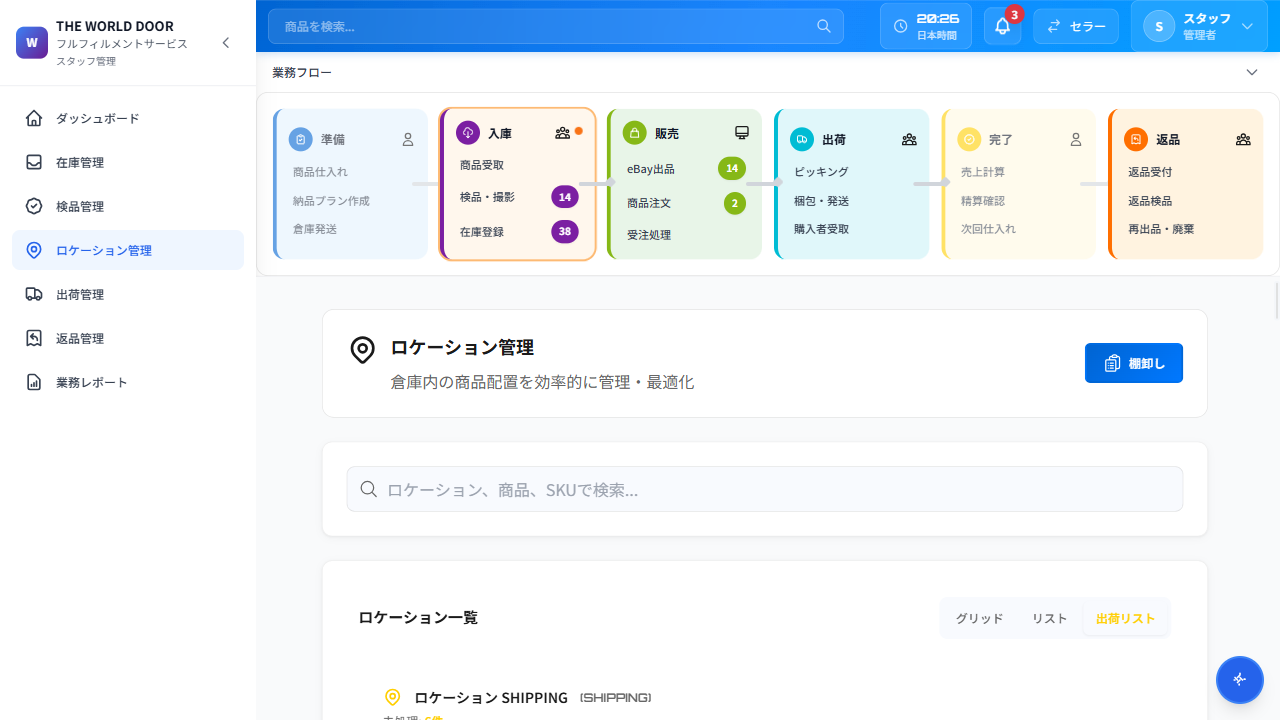 W
THE WORLD DOOR
フルフィルメントサービス
スタッフ管理
ダッシュボード
在庫管理
検品管理
ロケーション管理
出荷管理
返品管理
業務レポート
商品を検索...
20:26
日本時間
3
セラー
S
スタッフ
管理者
業務フロー
準備
商品仕入れ
納品プラン作成
倉庫発送
入庫
商品受取
検品・撮影 14
在庫登録 38
販売
eBay出品 14
商品注文 2
受注処理
出荷
ピッキング
梱包・発送
購入者受取
完了
売上計算
精算確認
次回仕入れ
返品
返品受付
返品検品
再出品・廃棄
ロケーション管理
倉庫内の商品配置を効率的に管理・最適化
棚卸し
ロケーション、商品、SKUで検索...
ロケーション一覧
グリッド
リスト
出荷リスト
ロケーション SHIPPING (SHIPPING)
未処理: 6件